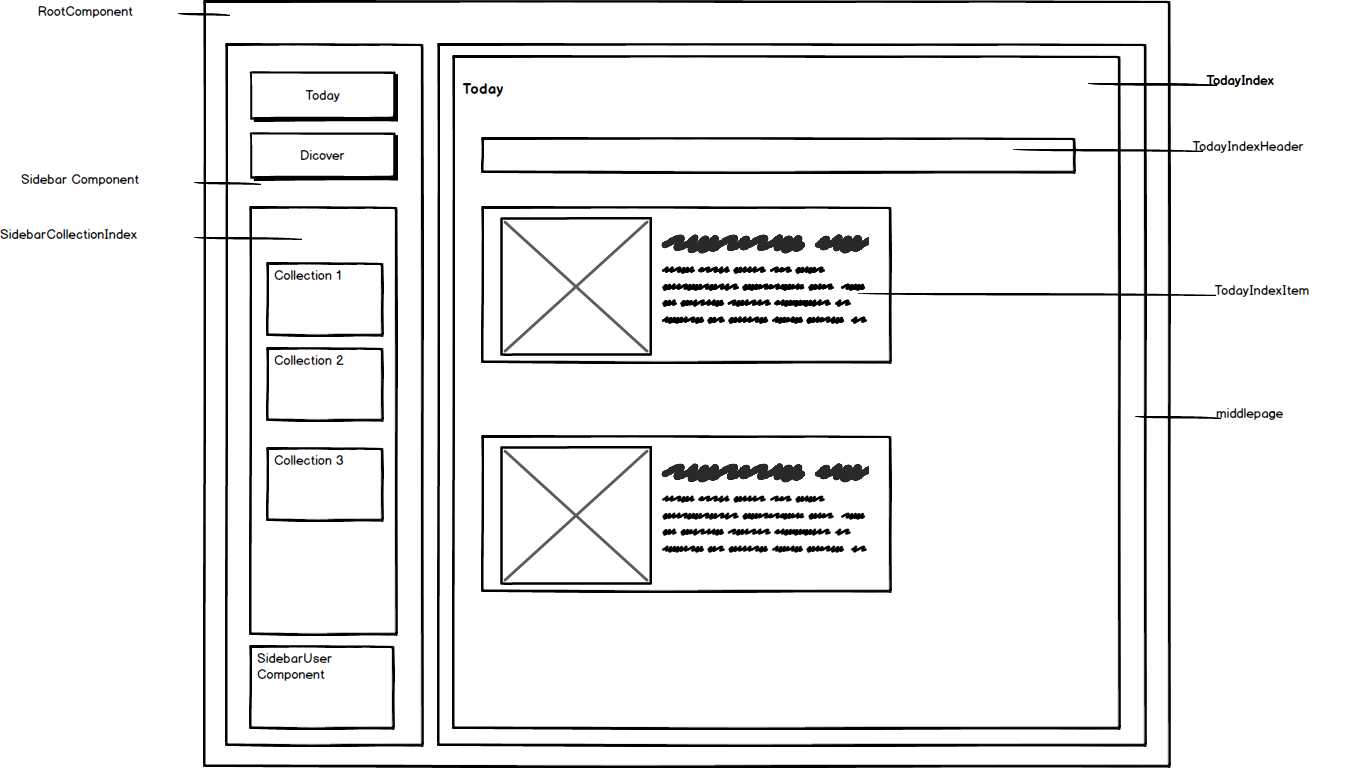 RootComponent
Today
Today
TodayIndex
Dicover
TodayIndexHeader
Sidebar Component
SidebarCollectionIndex
Collection 1
TodayIndexItem
Collection 2
middlepage
Collection 3
SidebarUser
Component